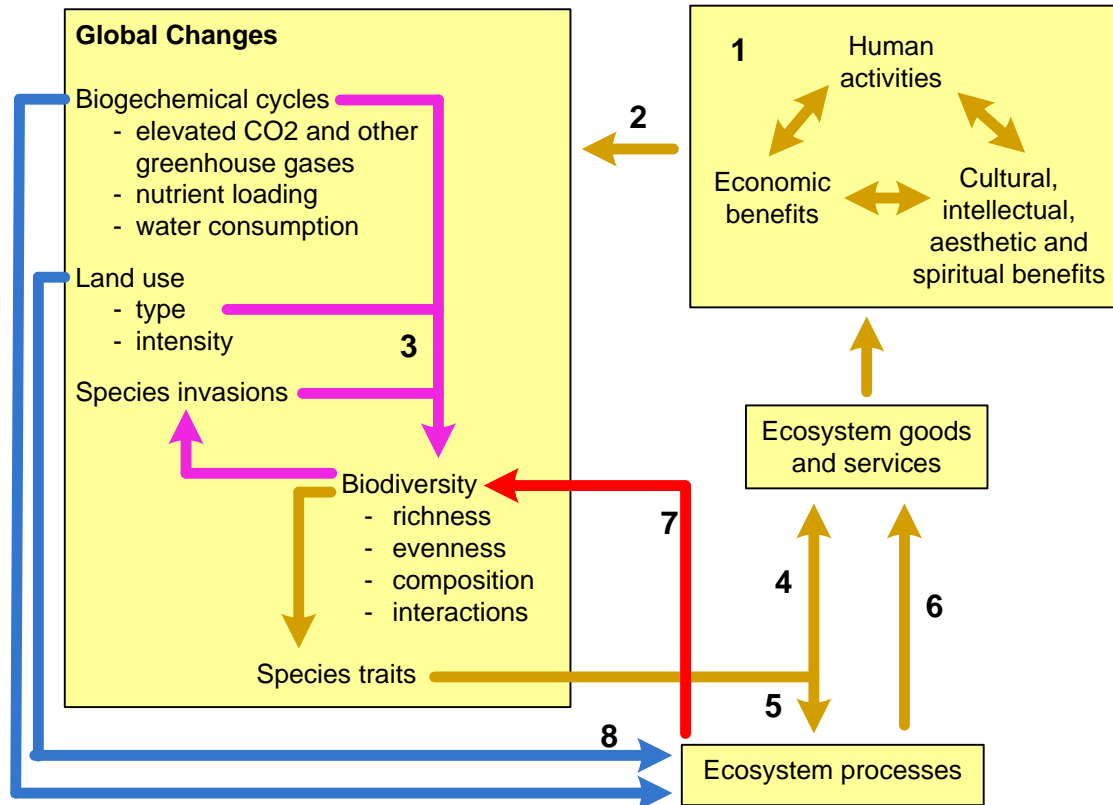 Global Changes
Biogechemical cycles
- elevated CO2 and other
greenhouse gases
- nutrient loading
- water consumption
Land use
- type
- intensity
3
Species invasions
Biodiversity
- richness
- evenness
- composition
- interactions
Species traits
2
1
Human
activities
Economic
benefits
Cultural,
intellectual,
aesthetic and
spiritual benefits
Ecosystem goods
and services
7
4
6
5
8
Ecosystem processes